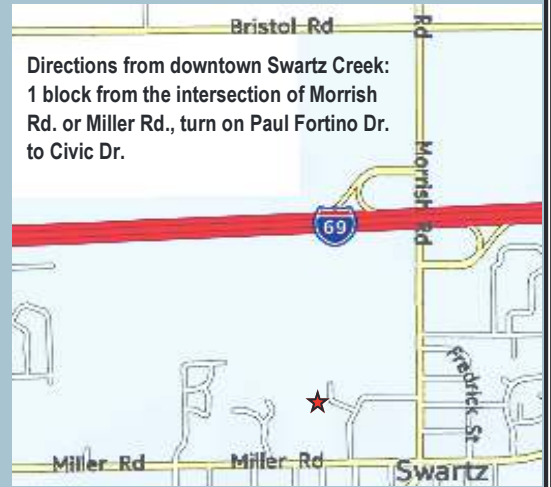 Bristol Rd
Rd
Directions from downtown Swartz Creek:
1 block from the intersection of Morrish
Rd. or Miller Rd., turn on Paul Fortino Dr.
to Civic Dr.
Morrish Rd
69
Fredrick St
Miller Rd
Miller Rd
Swartz